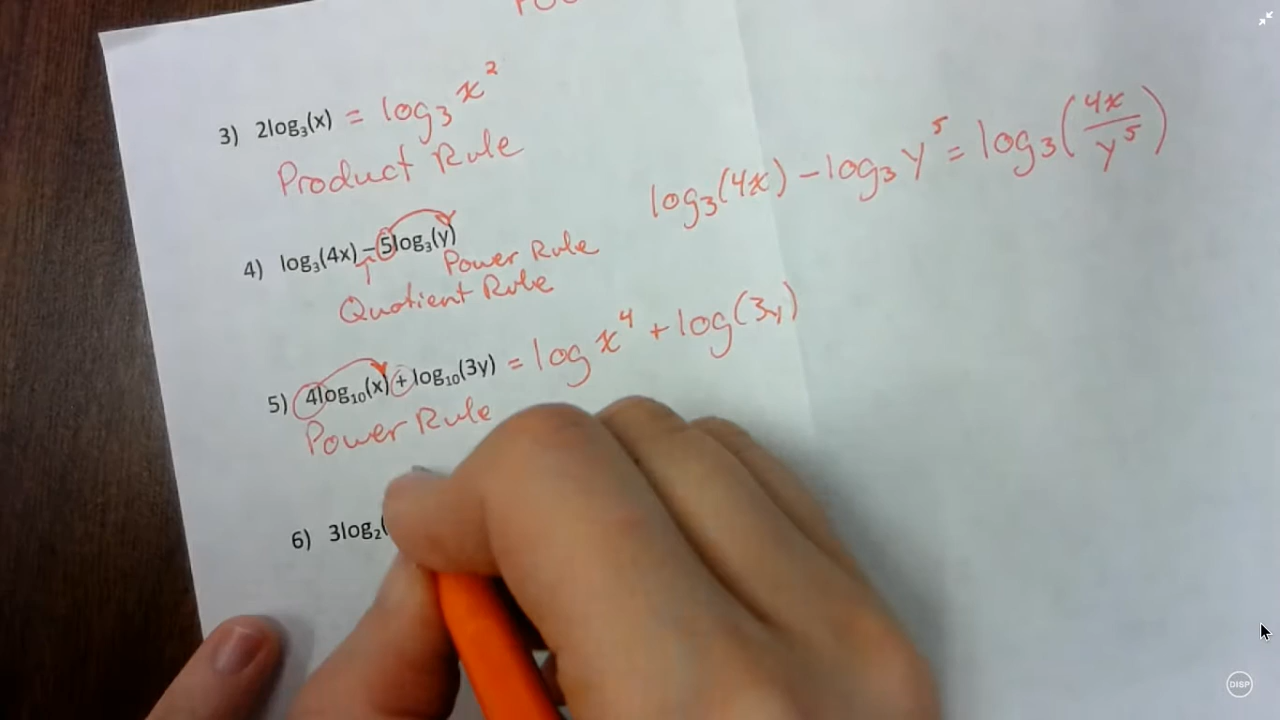 3) 2log₃(x) = log₃ x²
Product Rule
log₃(4x) − log₃ y⁵ = log₃(4x/y⁵)
4) log₃(4x) − 5log₃(y)
Power Rule
Quotient Rule
5) 4log₁₀(x) + log₁₀(3y) = log x⁴ + log(3y)
Power Rule
6) 3log₂(
DISP